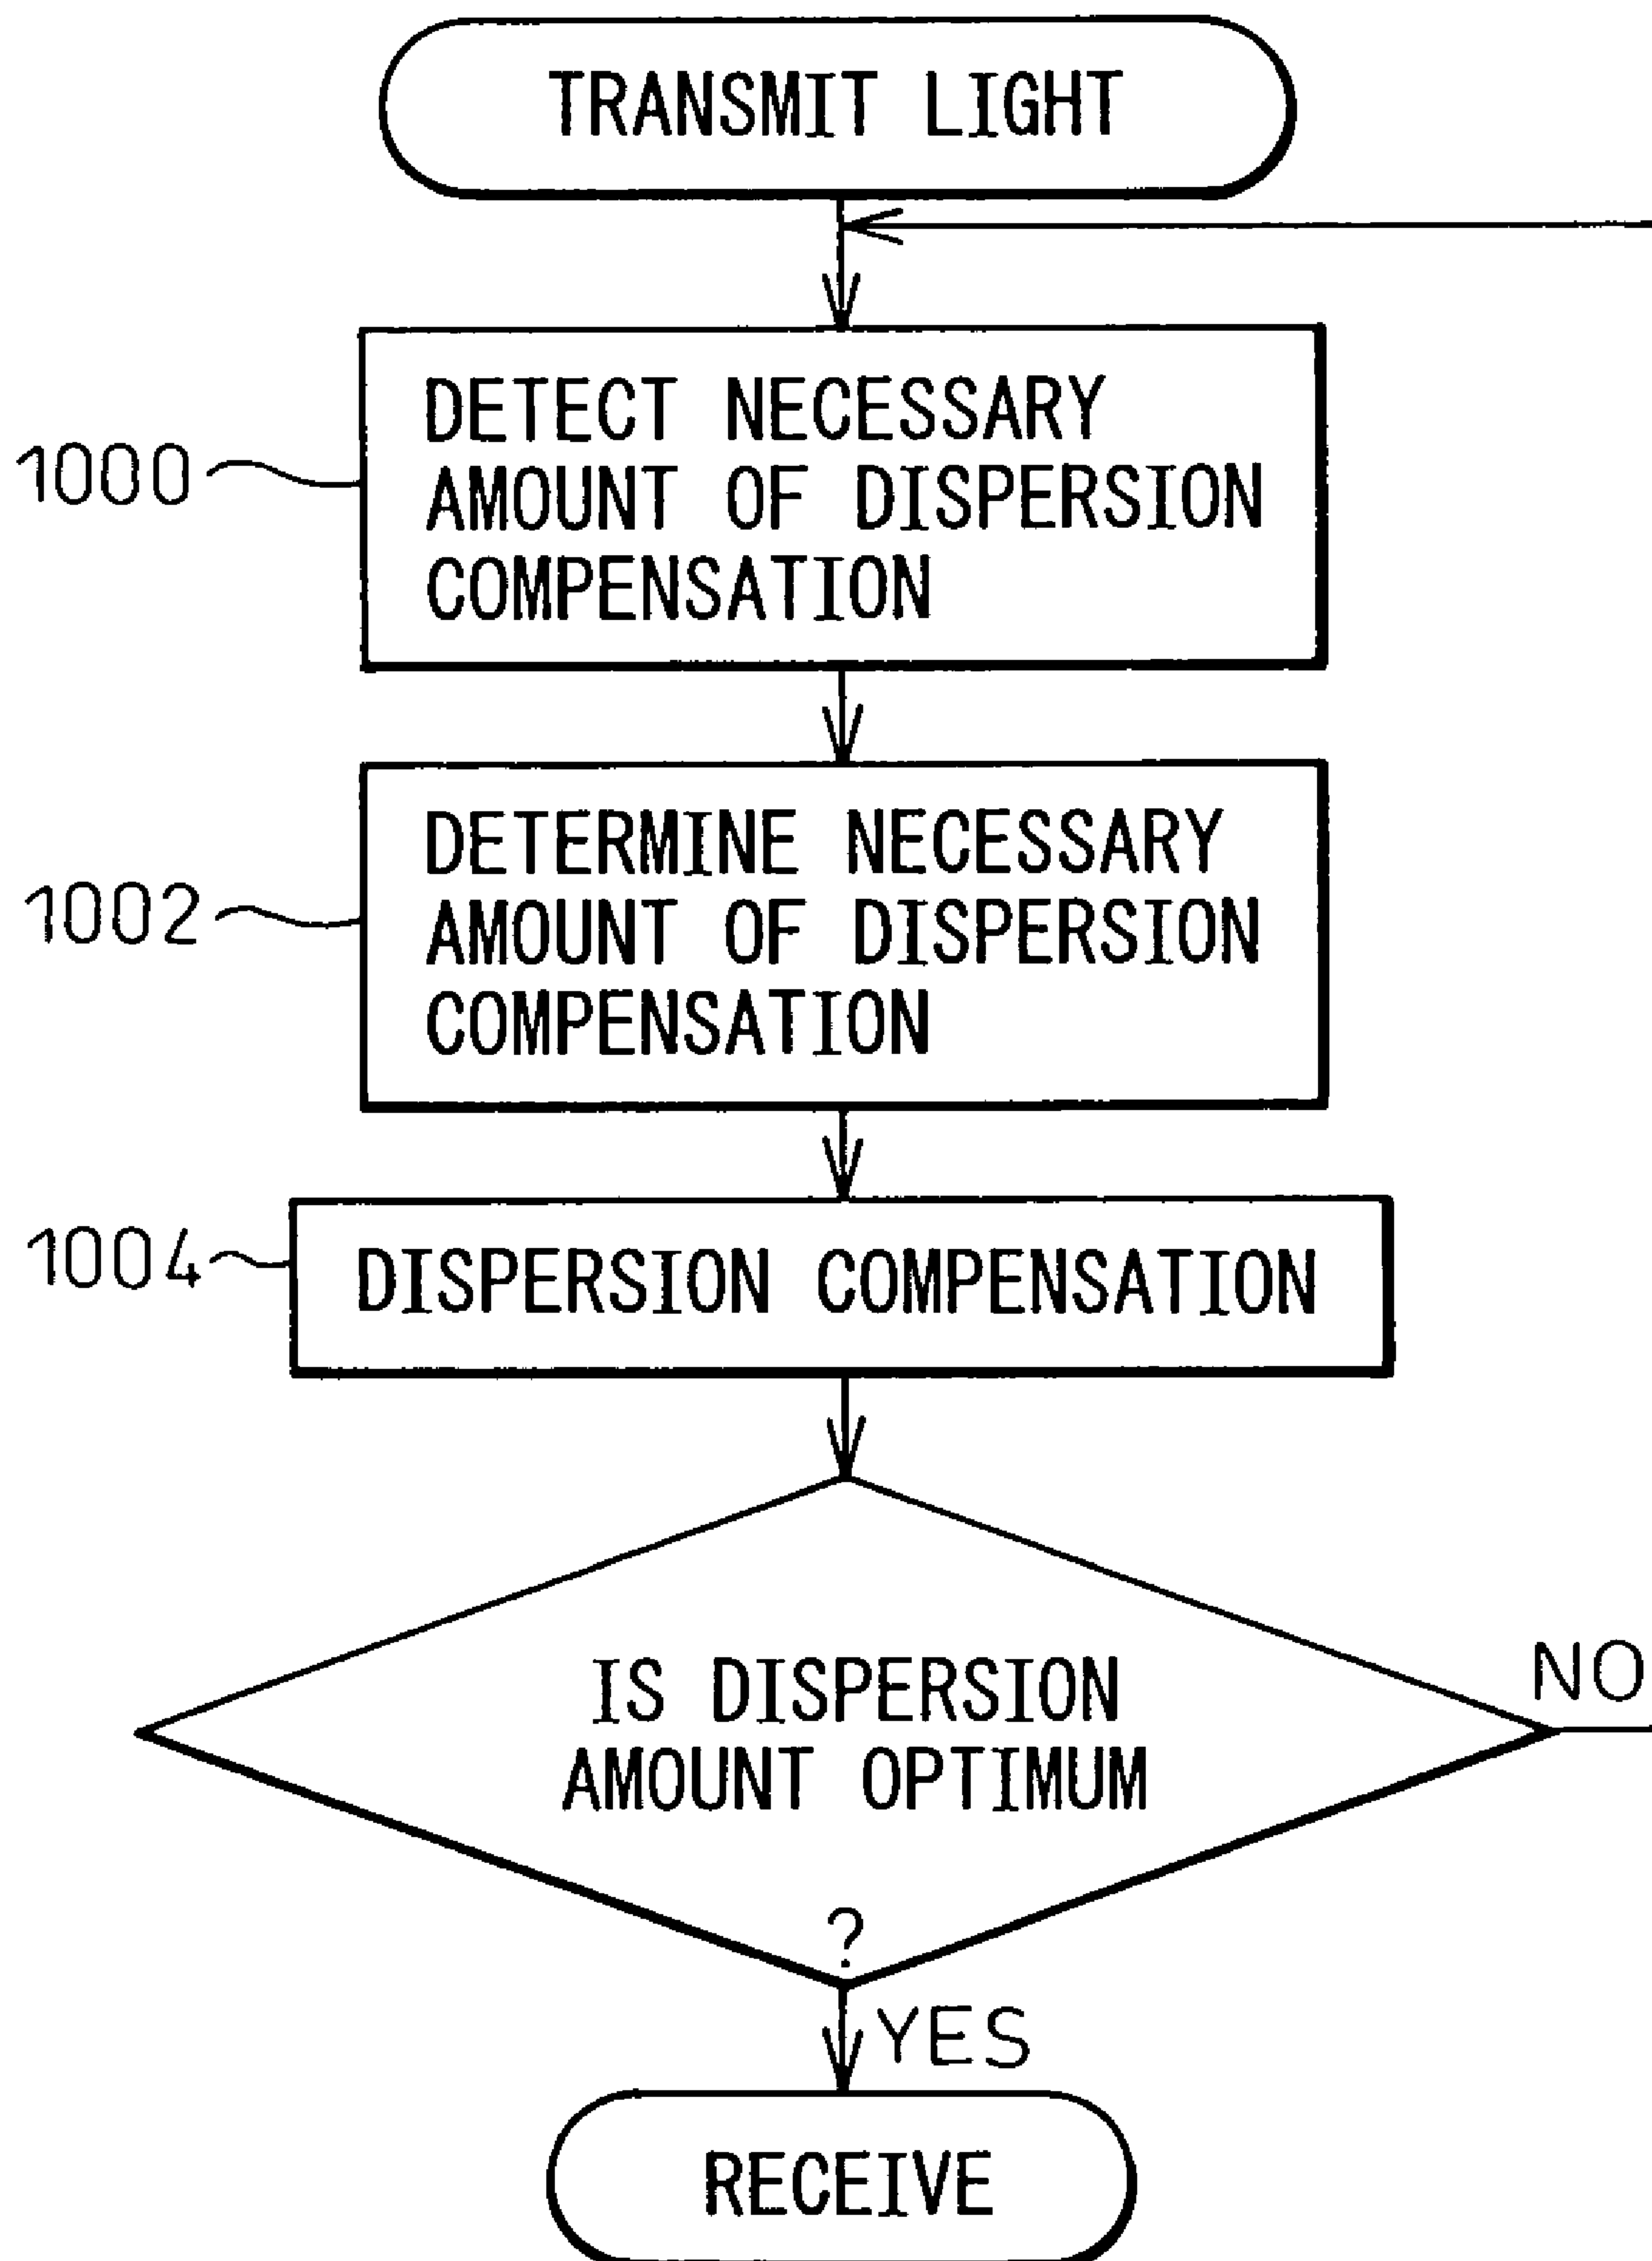 TRANSMIT LIGHT
DETECT NECESSARY
AMOUNT OF DISPERSION
COMPENSATION
1000
DETERMINE NECESSARY
AMOUNT OF DISPERSION
COMPENSATION
1002
1004
DISPERSION COMPENSATION
IS DISPERSION
AMOUNT OPTIMUM
?
NO
YES
RECEIVE